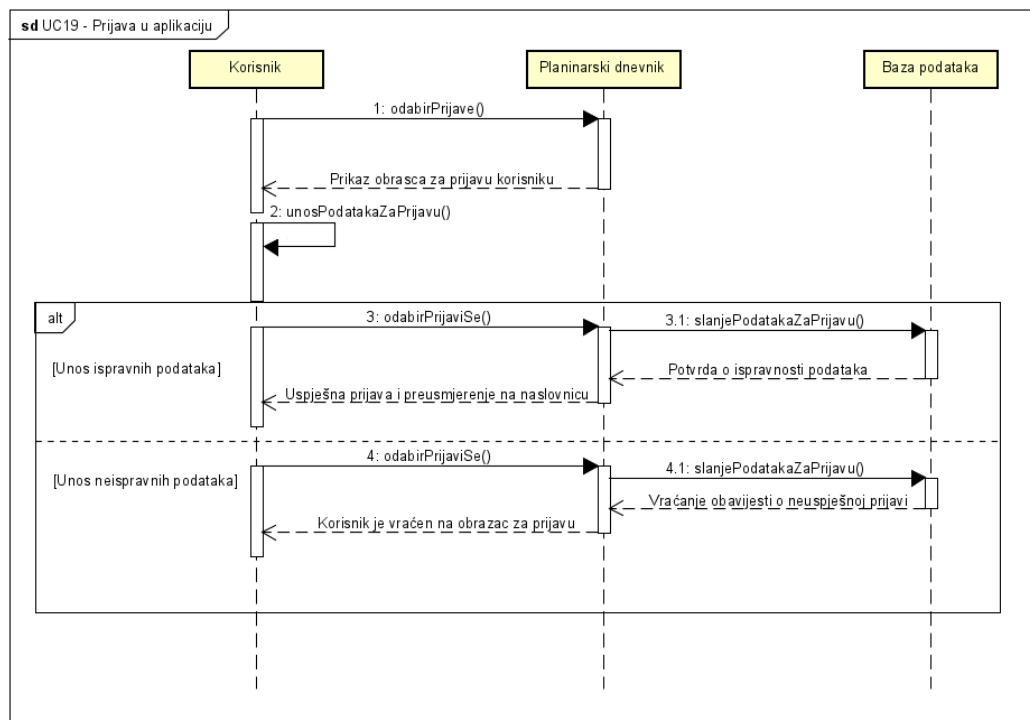 sd UC19 - Prijava u aplikaciju
Korisnik
Planinarski dnevnik
Baza podataka
1: odabirPrijave()
Prikaz obrasca za prijavu korisniku
2: unosPodatakaZaPrijavu()
alt
3: odabirPrijaviSe()
3.1: slanjePodatakaZaPrijavu()
[Unos ispravnih podataka]
Potvrda o ispravnosti podataka
Uspješna prijava i preusmjerenje na naslovnicu
4: odabirPrijaviSe()
4.1: slanjePodatakaZaPrijavu()
[Unos neispravnih podataka]
Vraćanje obavijesti o neuspješnoj prijavi
Korisnik je vraćen na obrazac za prijavu